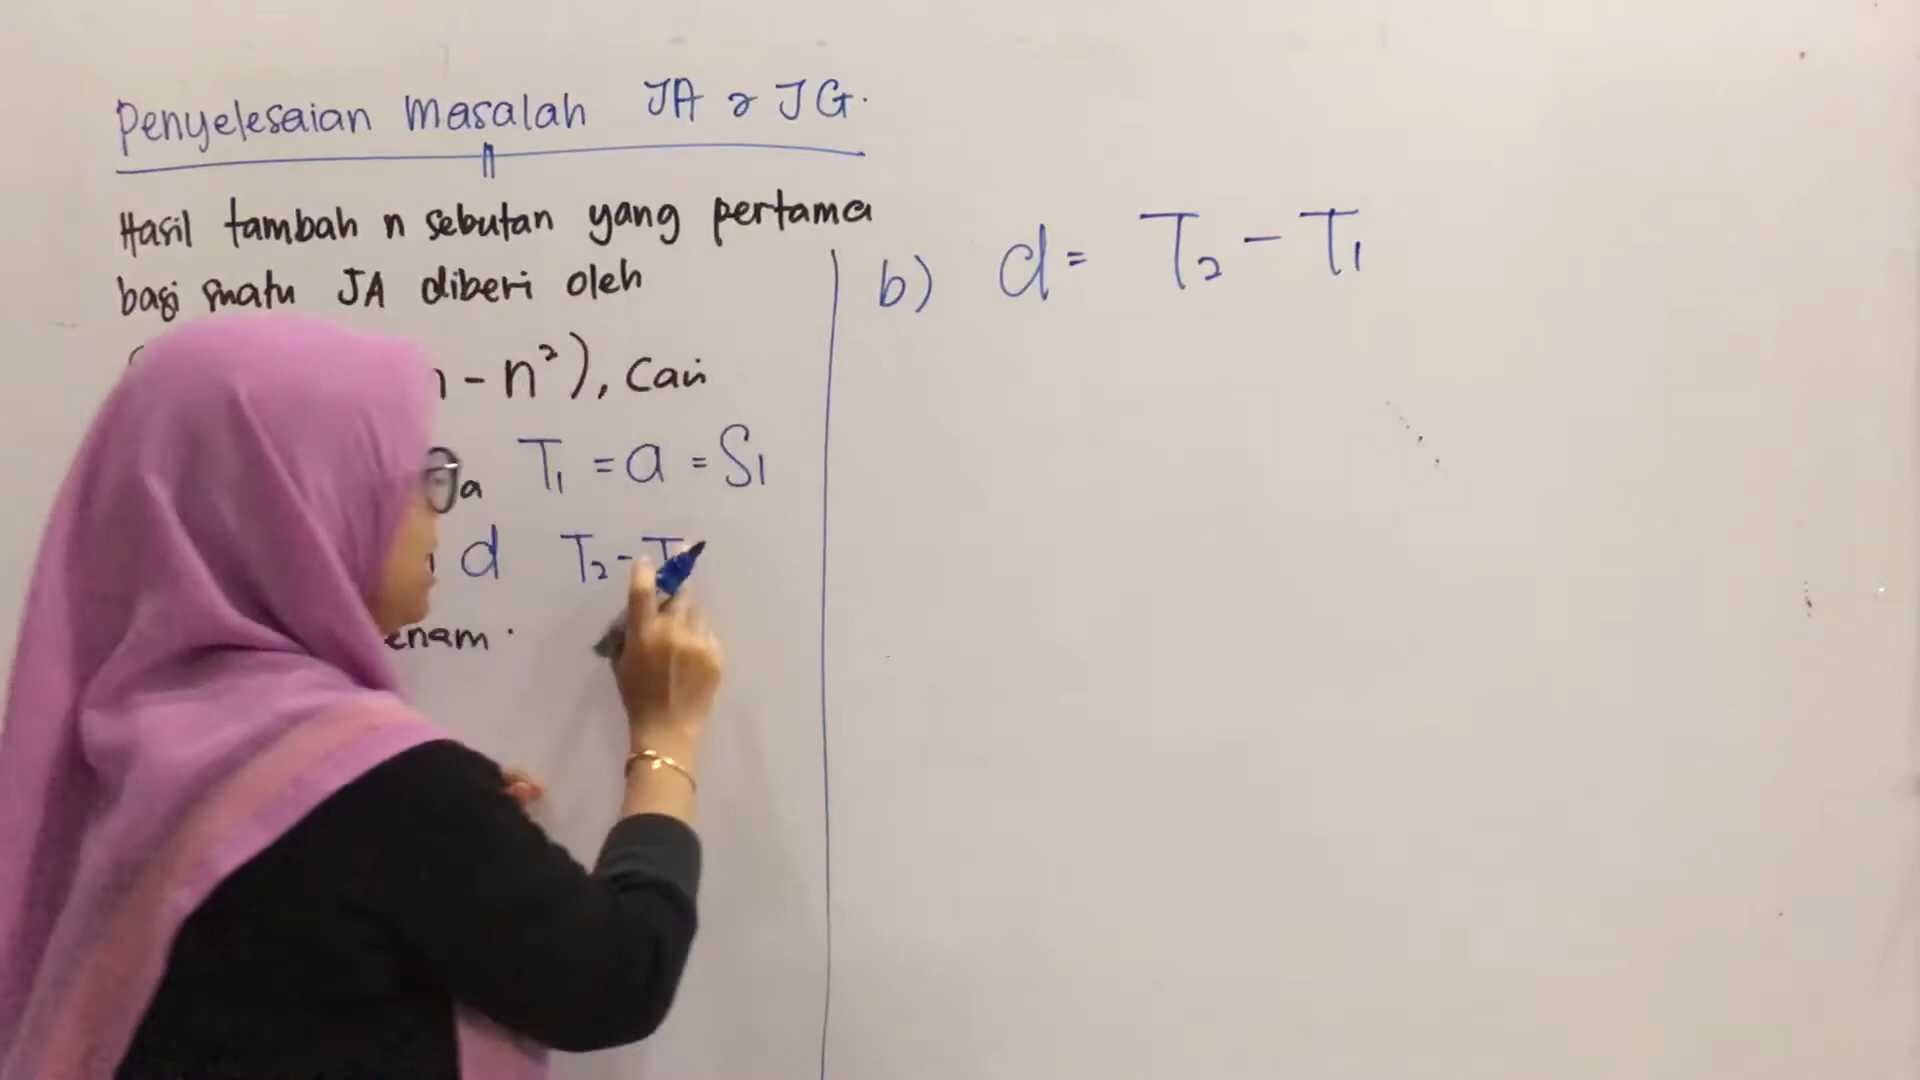 Penyelesaian Masalah JA & JG.
Hasil tambah n sebutan yang pertama
bagi suatu JA diberi oleh
n - n²), Cari
a T₁ = a = S₁
d T₂ - T
enam.
b) d = T₂ - T₁